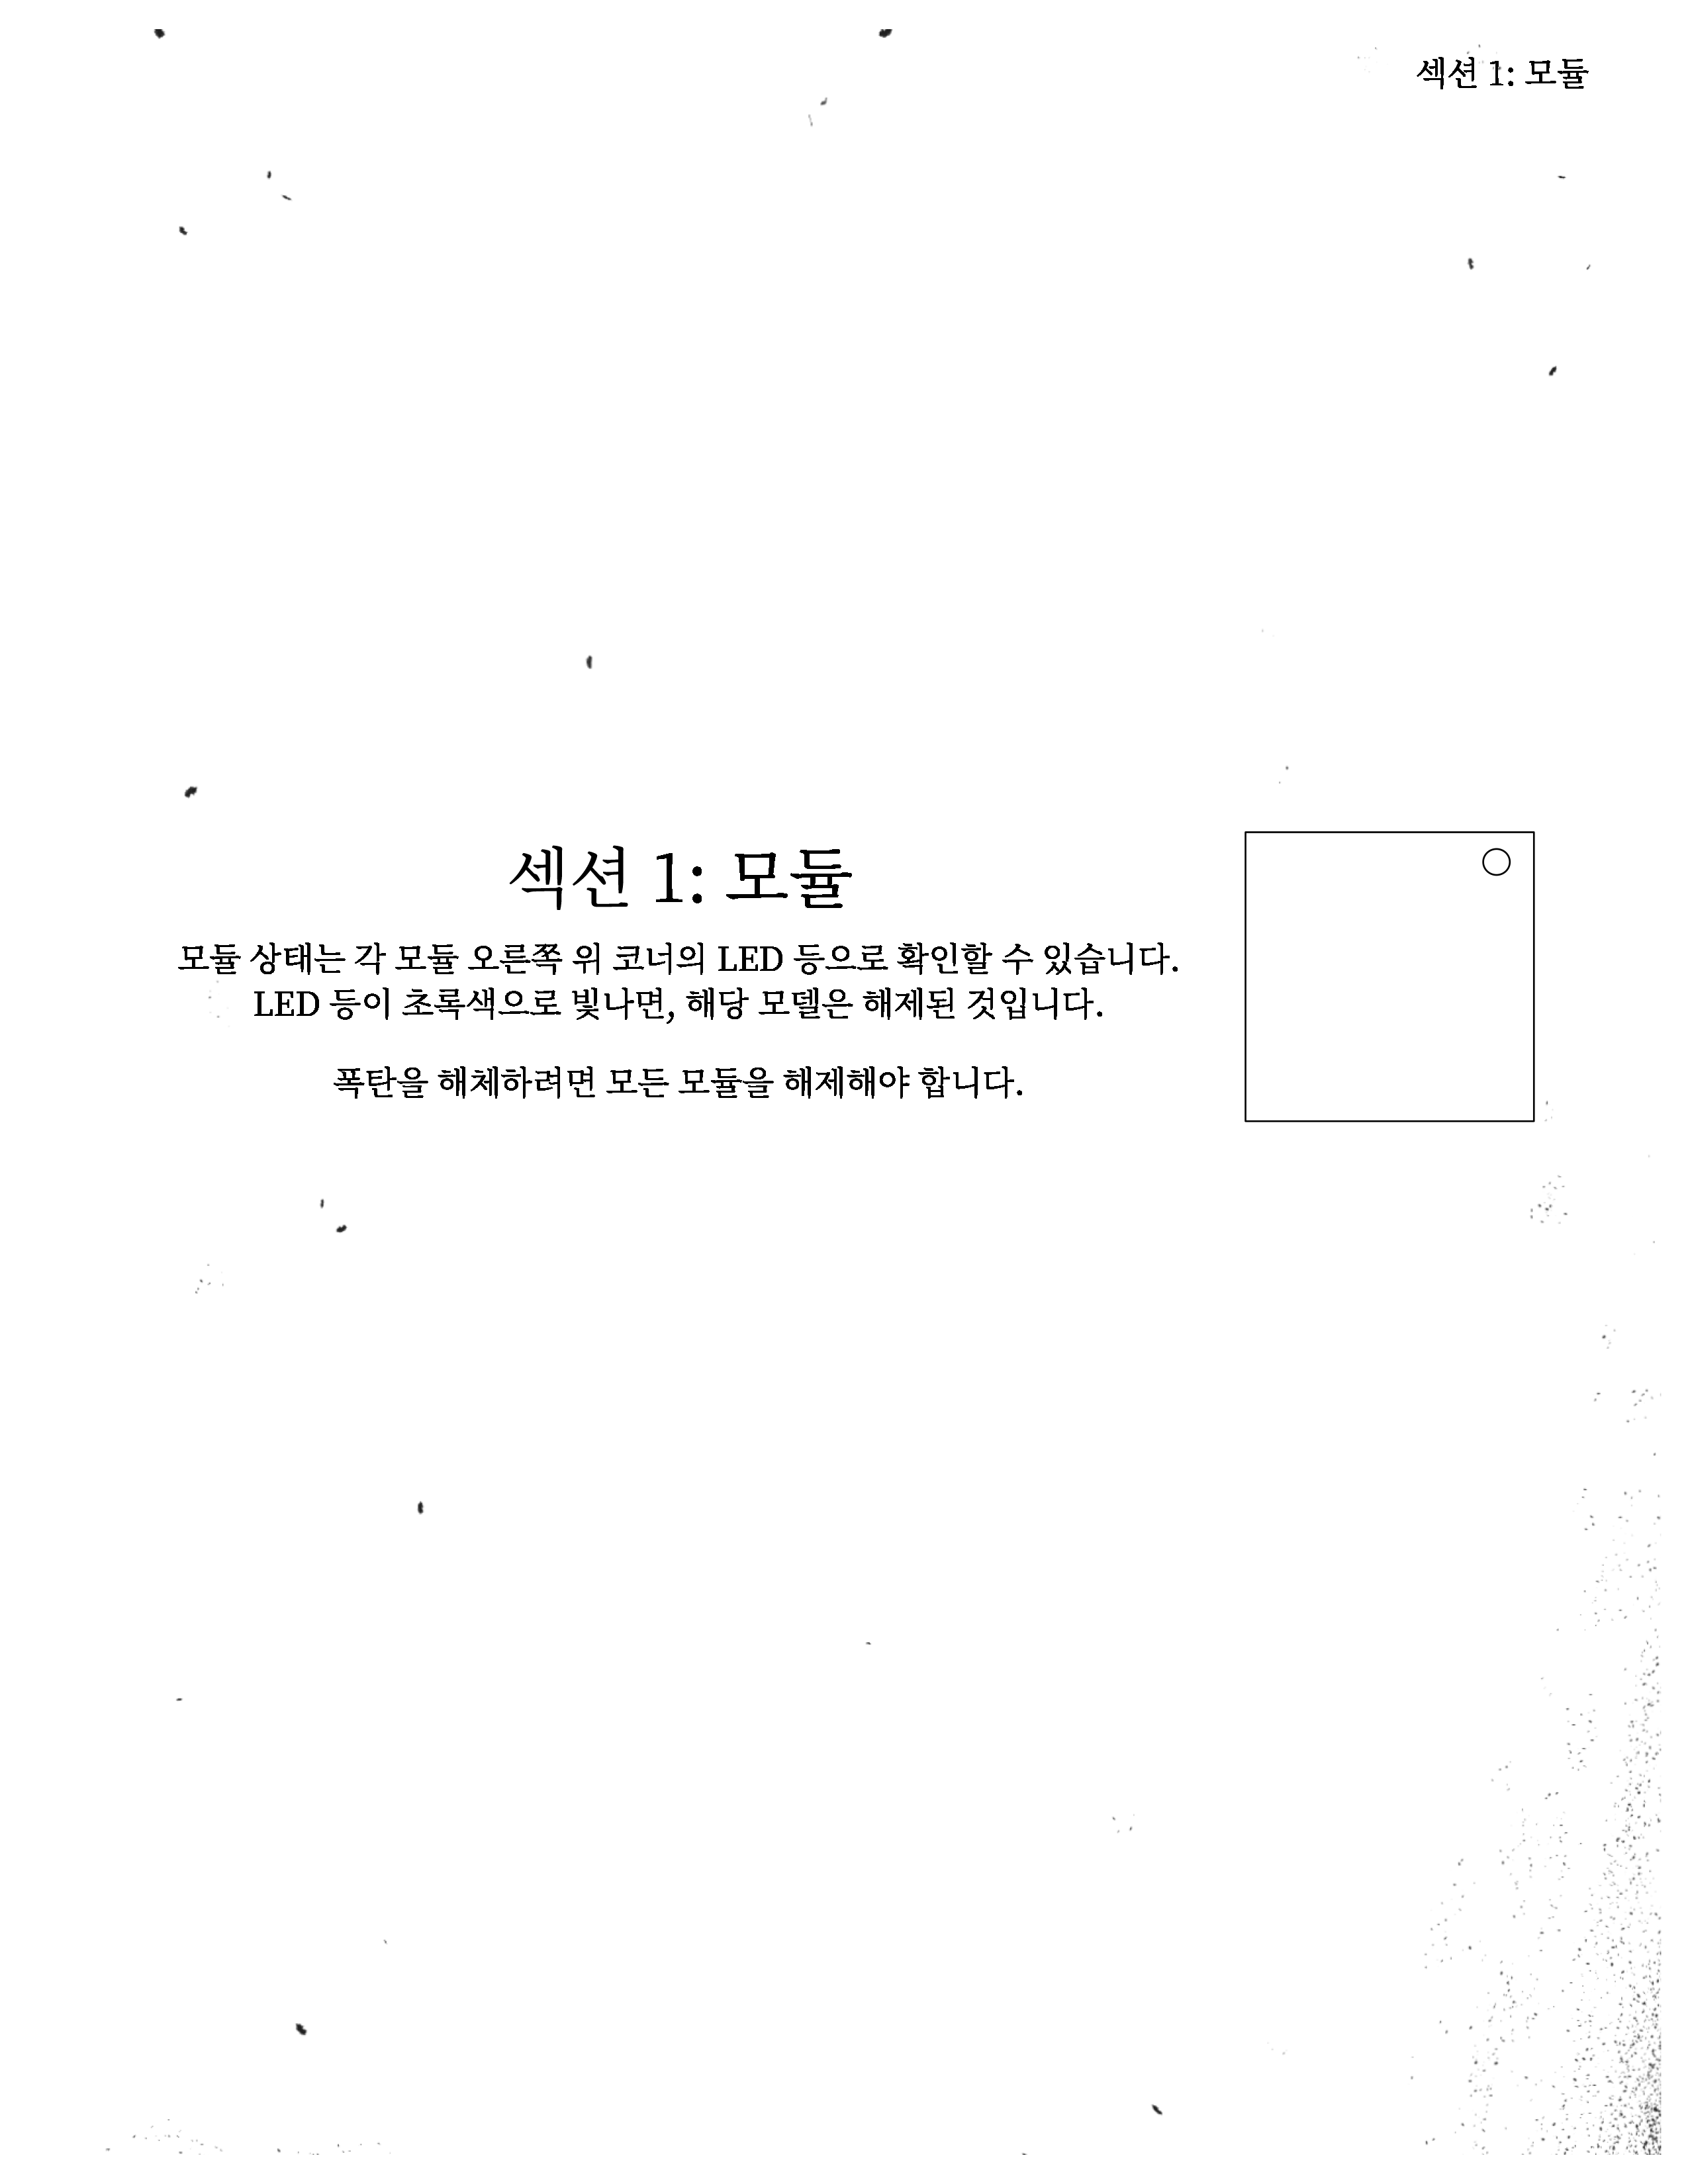 섹션 1: 모듈
섹션 1: 모듈
모듈 상태는 각 모듈 오른쪽 위 코너의 LED 등으로 확인할 수 있습니다.
LED 등이 초록색으로 빛나면, 해당 모델은 해제된 것입니다.
폭탄을 해체하려면 모든 모듈을 해제해야 합니다.